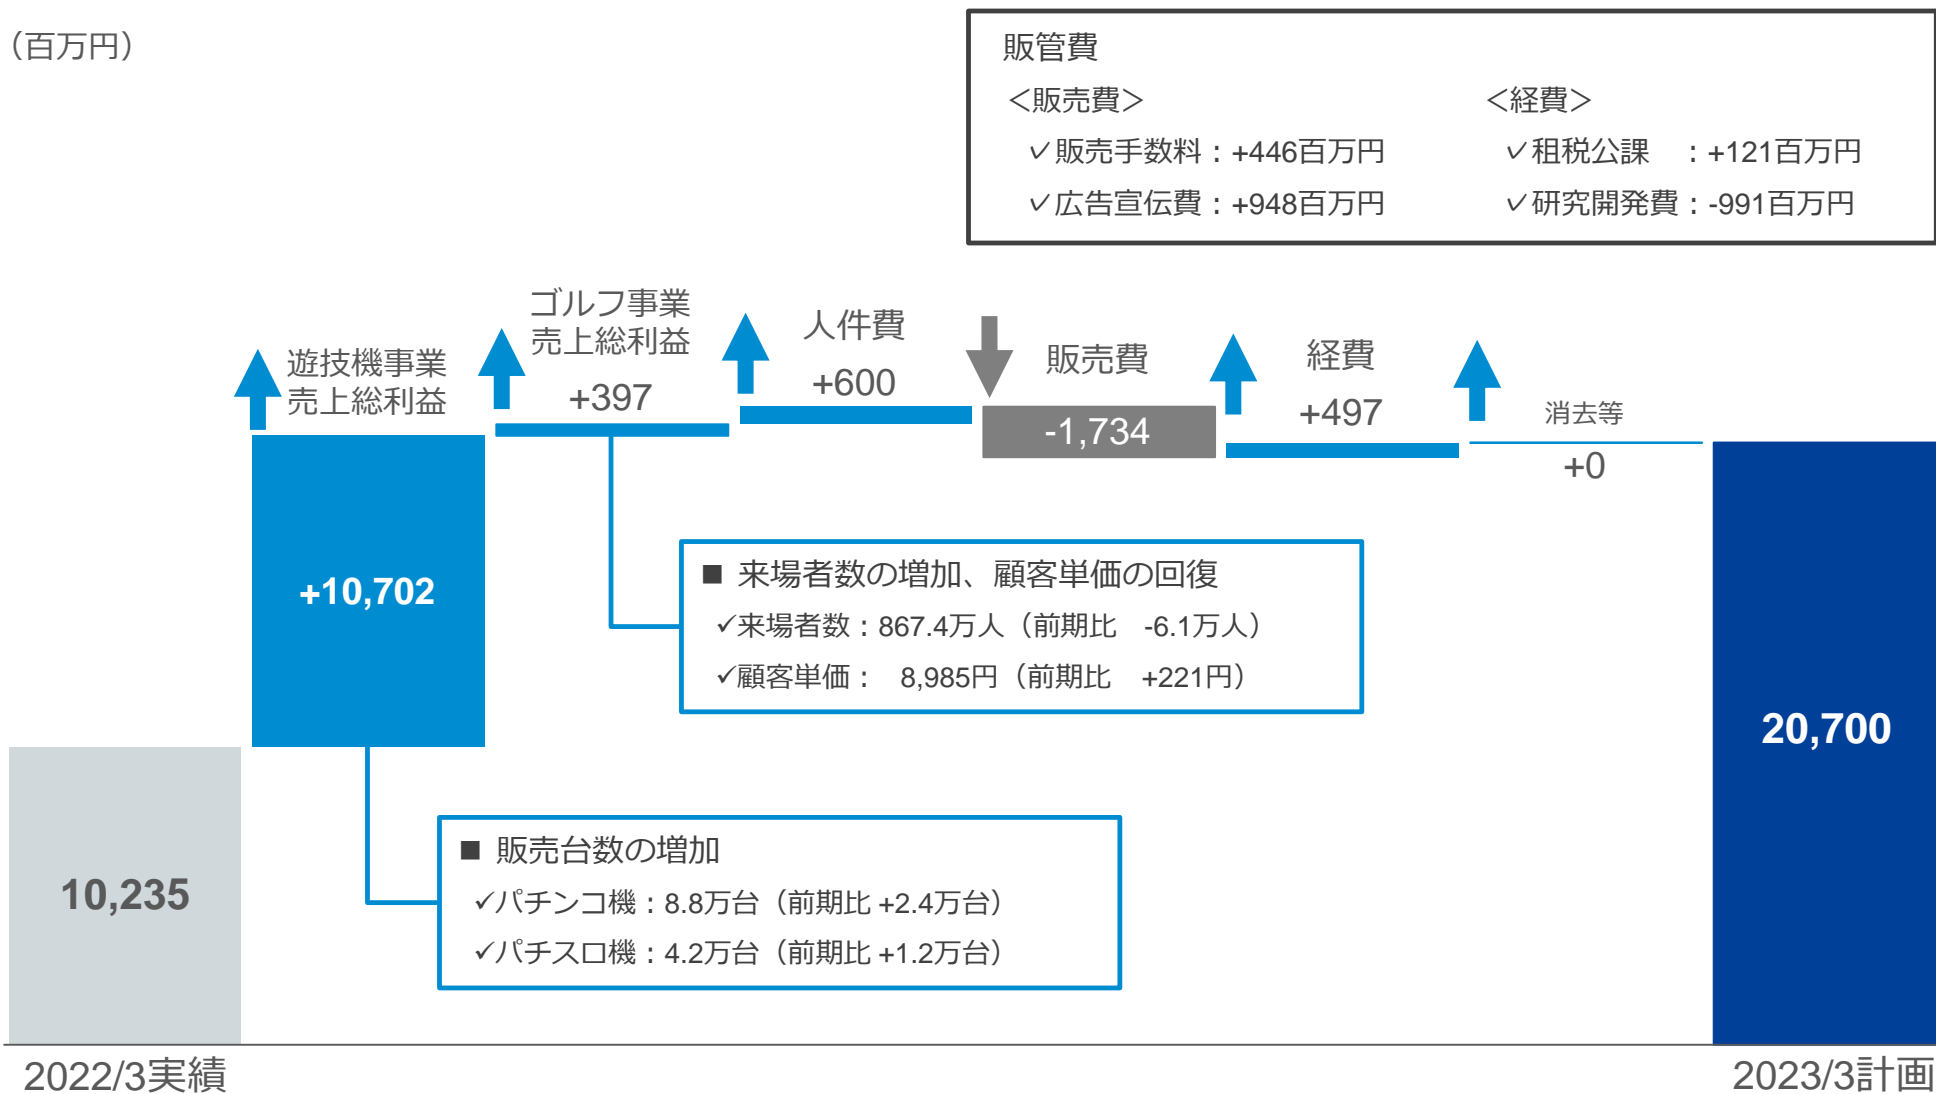 （百万円）
販管費
＜販売費＞
✓販売手数料：+446百万円
✓広告宣伝費：+948百万円
＜経費＞
✓租税公課　：+121百万円
✓研究開発費：-991百万円
遊技機事業
売上総利益
+10,702
ゴルフ事業
売上総利益
+397
人件費
+600
販売費
-1,734
経費
+497
消去等
+0
■ 来場者数の増加、顧客単価の回復
✓来場者数：867.4万人（前期比　-6.1万人）
✓顧客単価：　8,985円（前期比　+221円）
■ 販売台数の増加
✓パチンコ機：8.8万台（前期比 +2.4万台）
✓パチスロ機：4.2万台（前期比 +1.2万台）
10,235
20,700
2022/3実績
2023/3計画